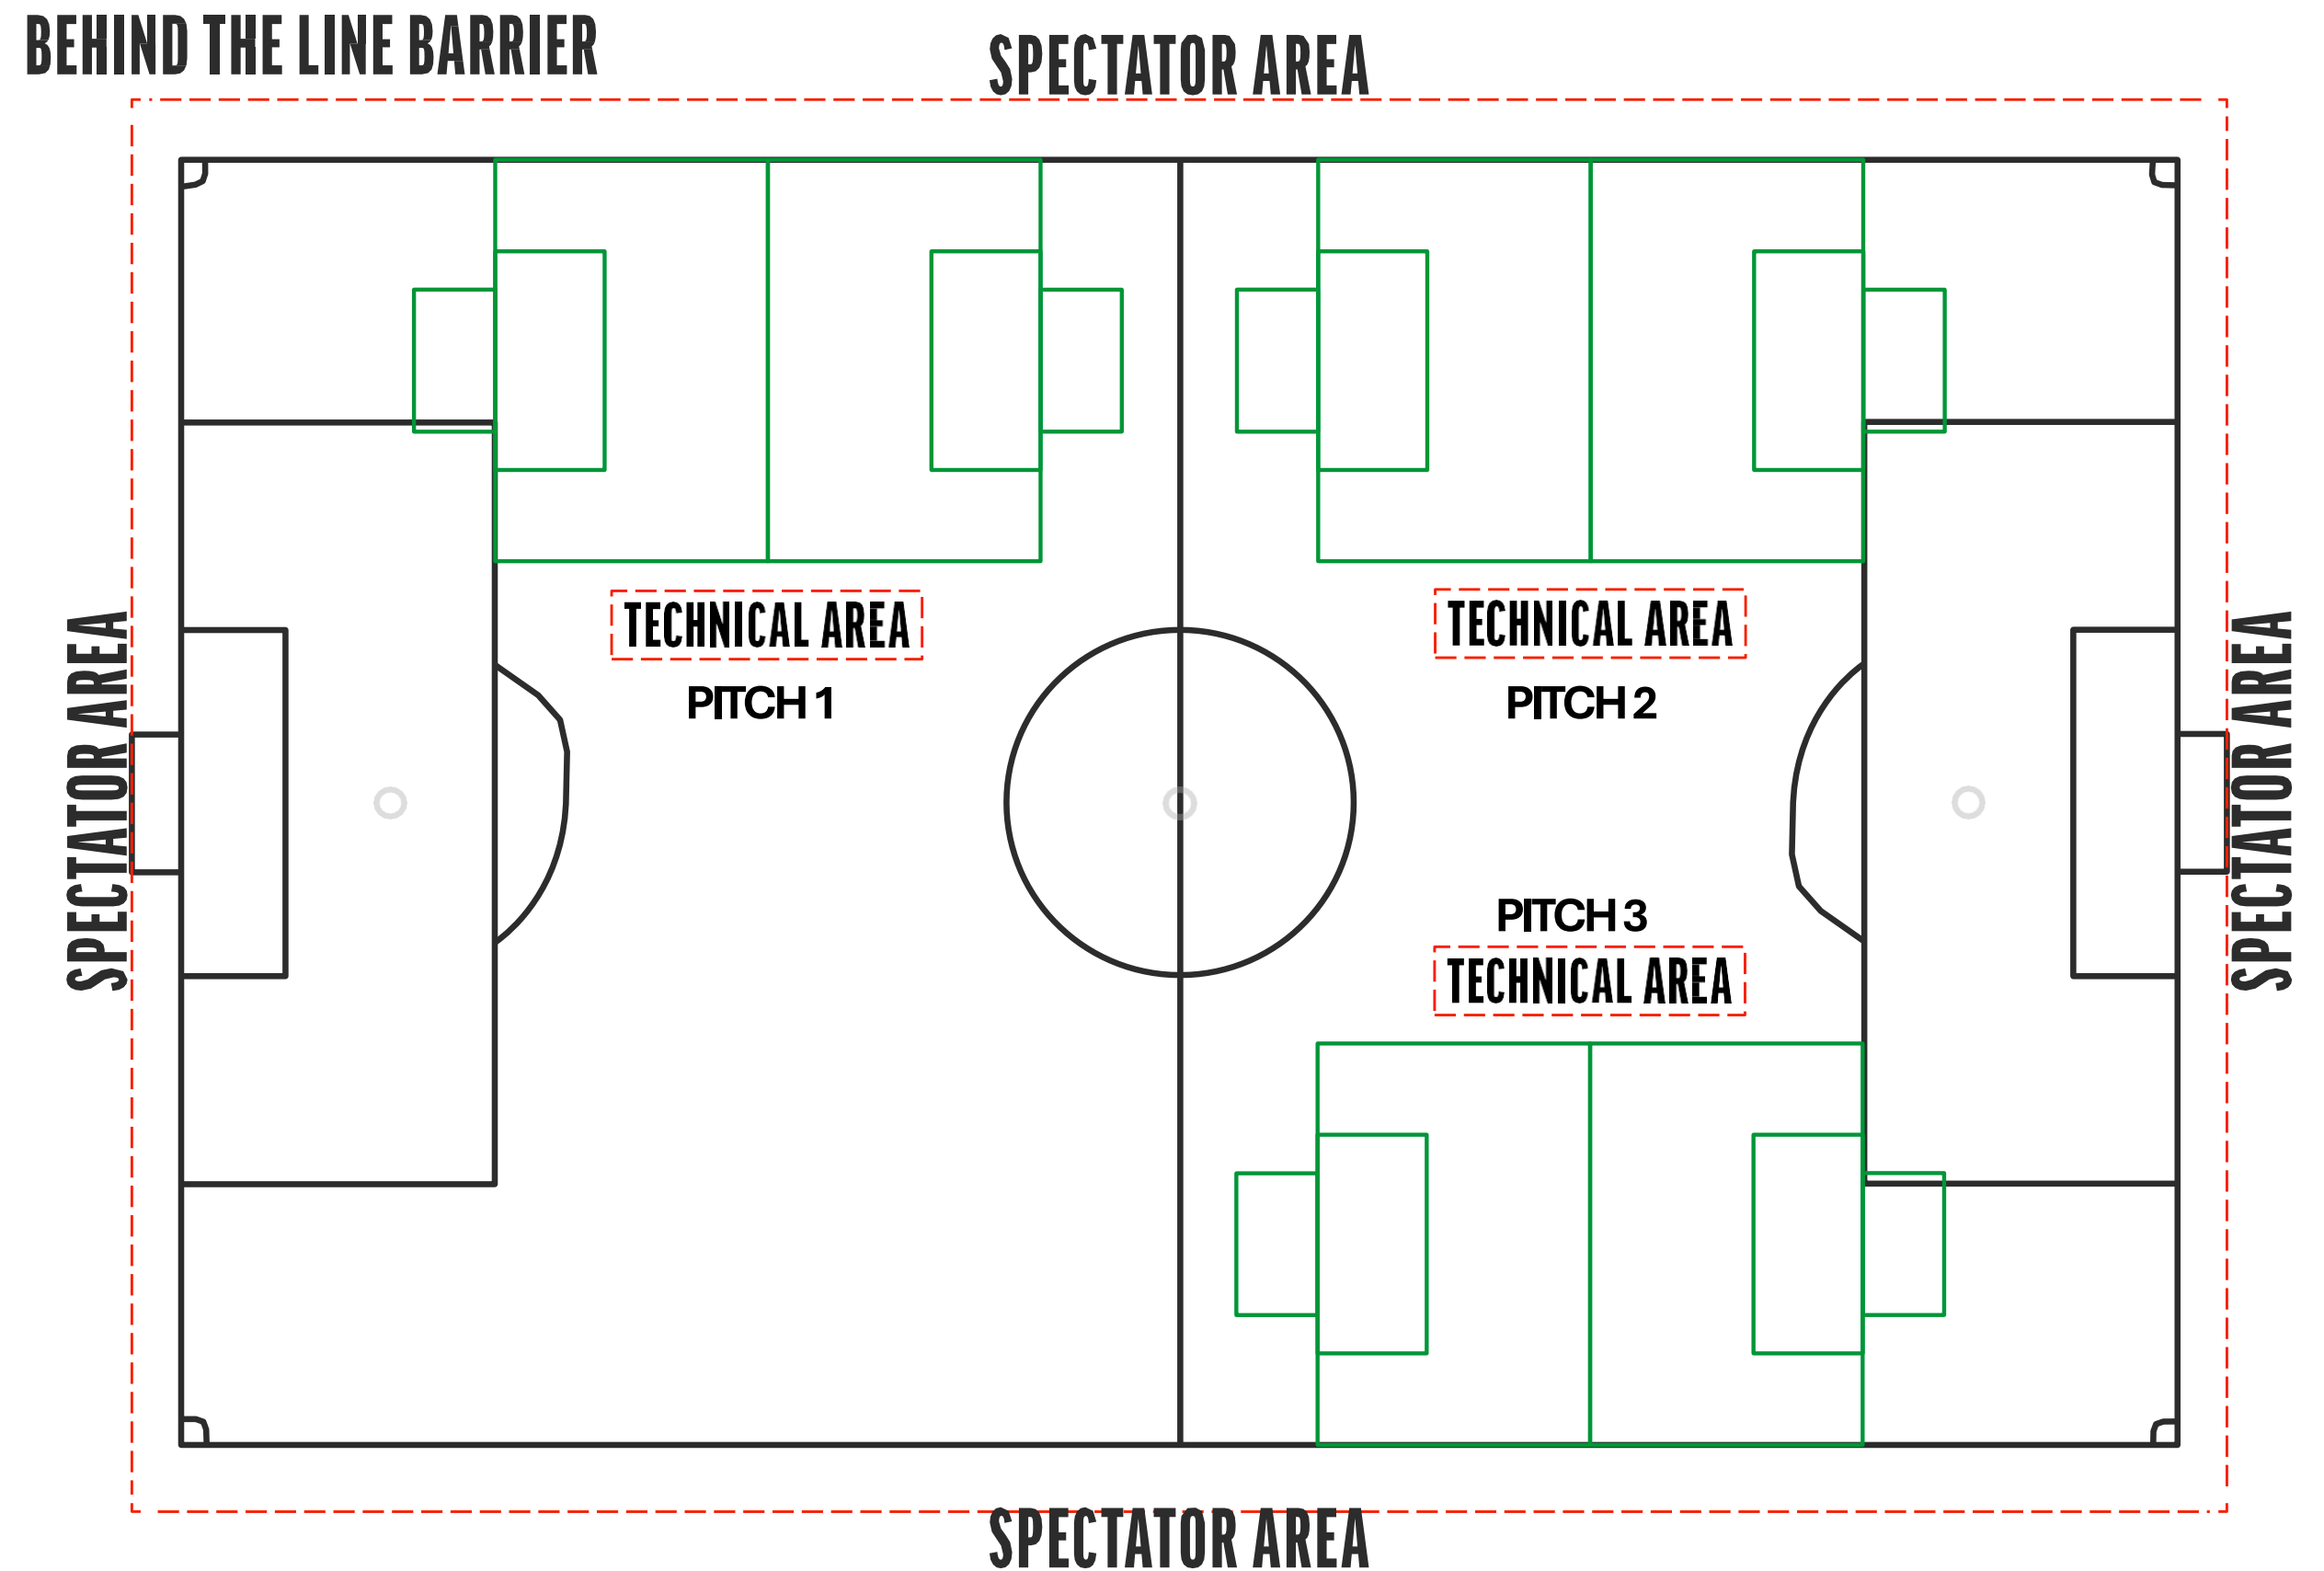 BEHIND THE LINE BARRIER
SPECTATOR AREA
SPECTATOR AREA
TECHNICAL AREA
PITCH 1
TECHNICAL AREA
PITCH 2
PITCH 3
TECHNICAL AREA
SPECTATOR AREA
SPECTATOR AREA